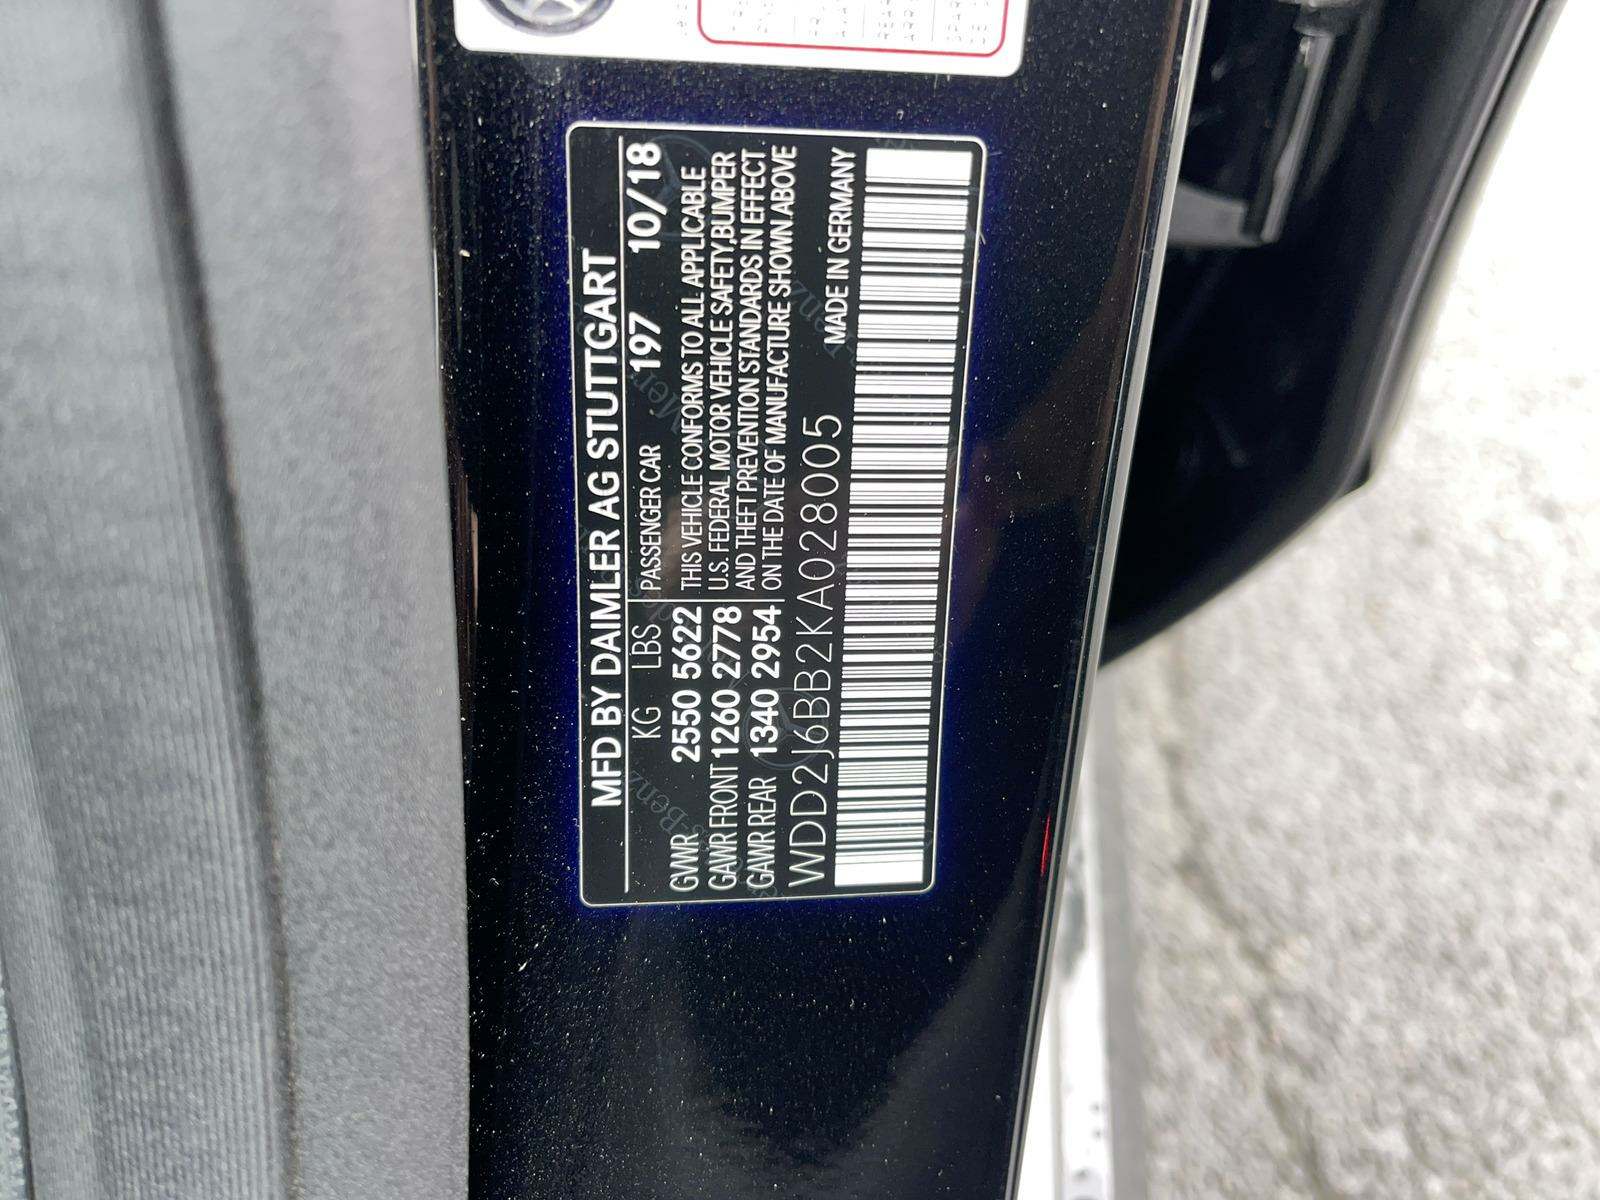 MFD BY DAIMLER AG STUTTGART
KG LBS PASSENGER CAR 197 10/18
GVWR 2550 5622 THIS VEHICLE CONFORMS TO ALL APPLICABLE
GAWR FRONT 1260 2778 U.S. FEDERAL MOTOR VEHICLE SAFETY,BUMPER
AND THEFT PREVENTION STANDARDS IN EFFECT
GAWR REAR 1340 2954 ON THE DATE OF MANUFACTURE SHOWN ABOVE
WDD2J6BB2KA028005 MADE IN GERMANY